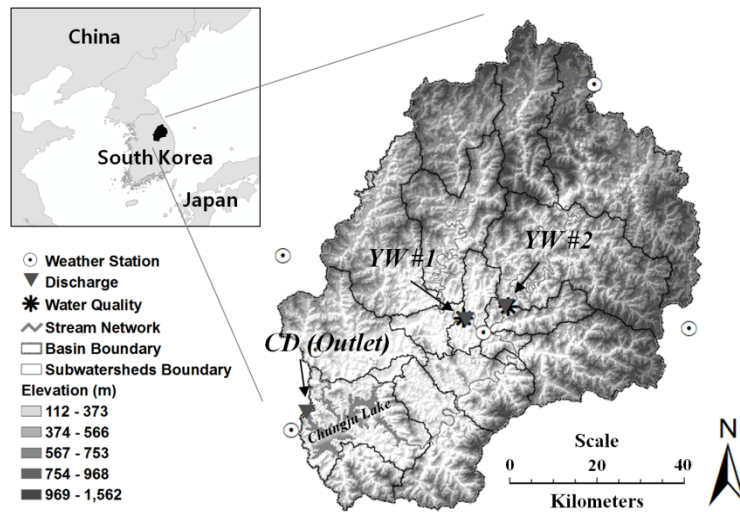 China
South Korea
Japan
Weather Station
Discharge
Water Quality
Stream Network
Basin Boundary
Subwatersheds Boundary
Elevation (m)
112 - 373
374 - 566
567 - 753
754 - 968
969 - 1,562
YW #1
YW #2
CD (Outlet)
Chungju Lake
Scale
0 20 40
Kilometers
N